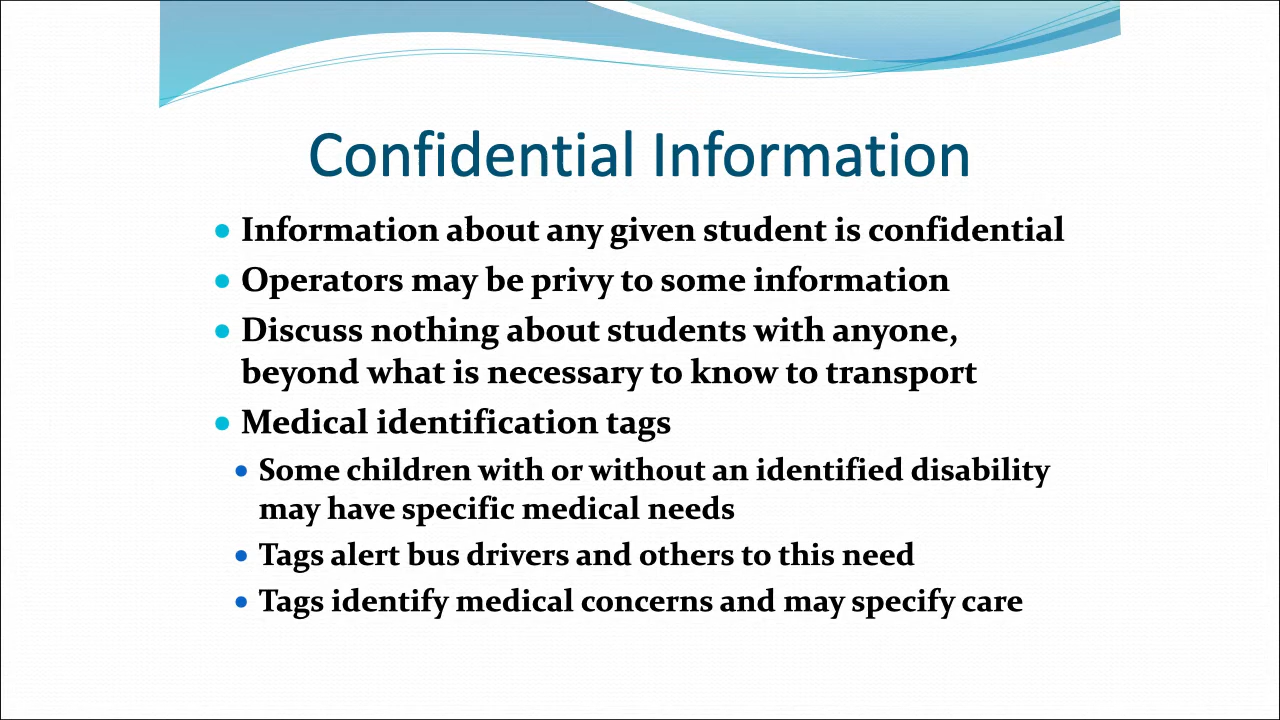 Confidential Information
• Information about any given student is confidential
• Operators may be privy to some information
• Discuss nothing about students with anyone,
beyond what is necessary to know to transport
• Medical identification tags
• Some children with or without an identified disability
may have specific medical needs
• Tags alert bus drivers and others to this need
• Tags identify medical concerns and may specify care